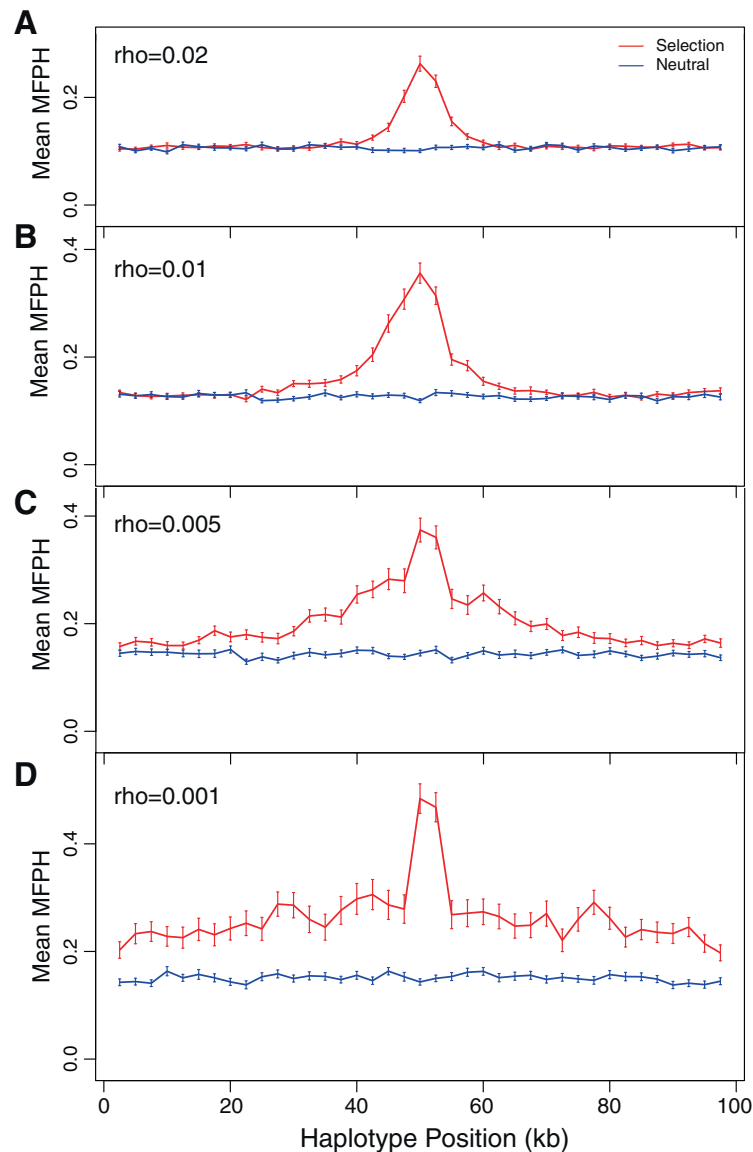 A
rho=0.02
Selection
Neutral
Mean MFPH
0.2
0.0
B
rho=0.01
Mean MFPH
0.4
0.2
0.0
C
rho=0.005
Mean MFPH
0.4
0.2
0.0
D
rho=0.001
Mean MFPH
0.4
0.2
0.0
0 20 40 60 80 100
Haplotype Position (kb)